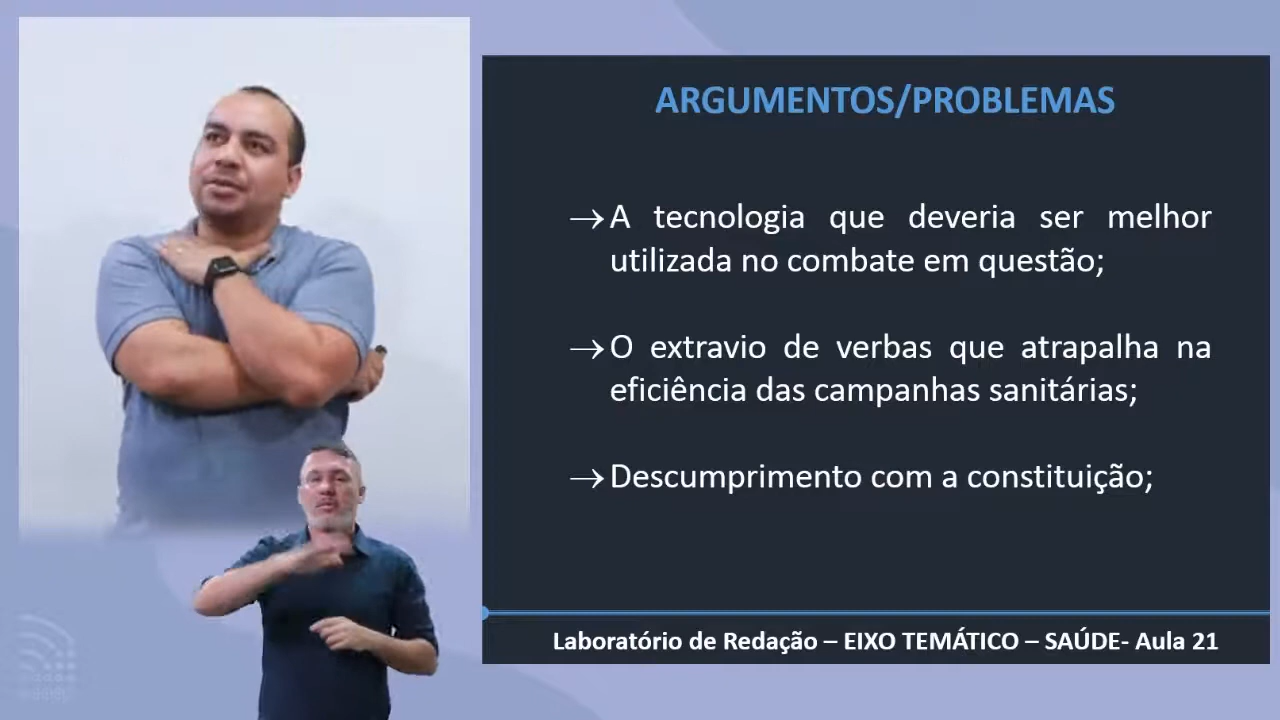 ARGUMENTOS/PROBLEMAS
→A tecnologia que deveria ser melhor
utilizada no combate em questão;
→O extravio de verbas que atrapalha na
eficiência das campanhas sanitárias;
→Descumprimento com a constituição;
Laboratório de Redação – EIXO TEMÁTICO – SAÚDE- Aula 21